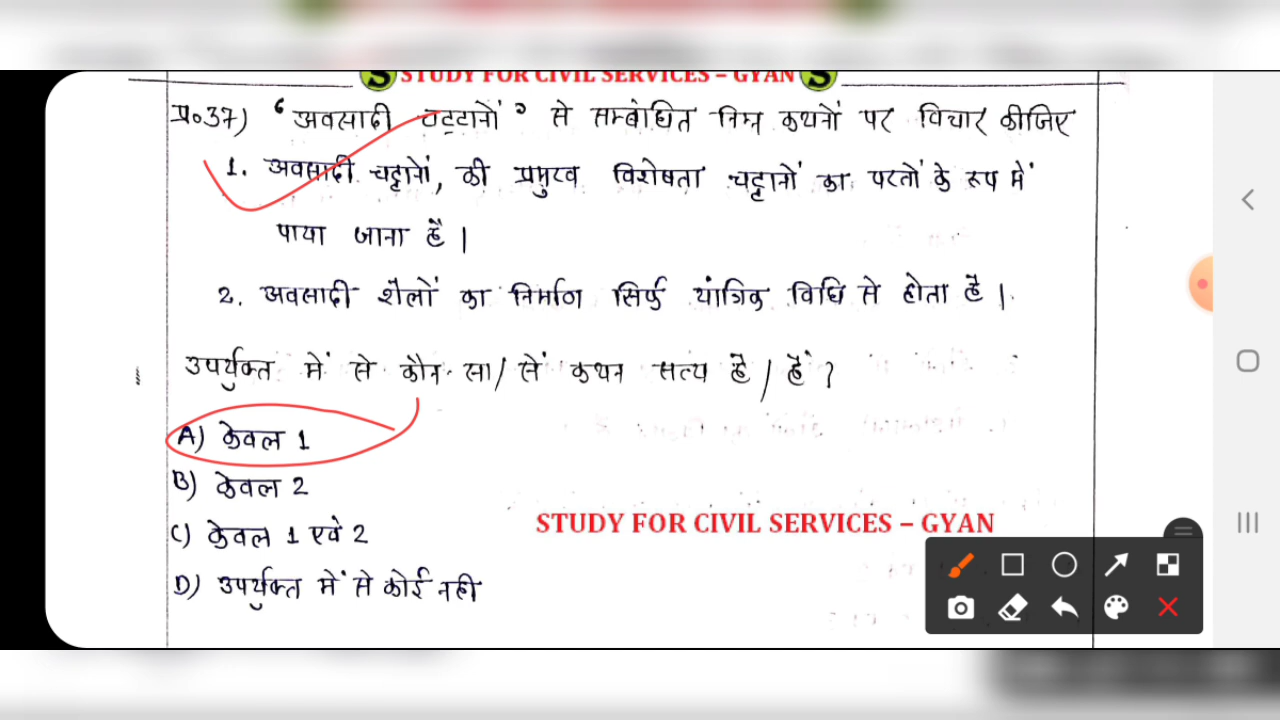 STUDY FOR CIVIL SERVICES – GYAN
प्र॰37) ‘अवसादी चट्टानों’ से सम्बंधित निम्न कथनों पर विचार कीजिए
1. अवसादी चट्टानों, की प्रमुख विशेषता चट्टानों का परतों के रूप में
पाया जाना है।
2. अवसादी शैलों का निर्माण सिर्फ यांत्रिक विधि से होता है।
उपर्युक्त में से कौन सा/सें कथन सत्य है/हैं?
A) केवल 1
B) केवल 2
C) केवल 1 एवं 2
STUDY FOR CIVIL SERVICES – GYAN
D) उपर्युक्त में से कोई नही